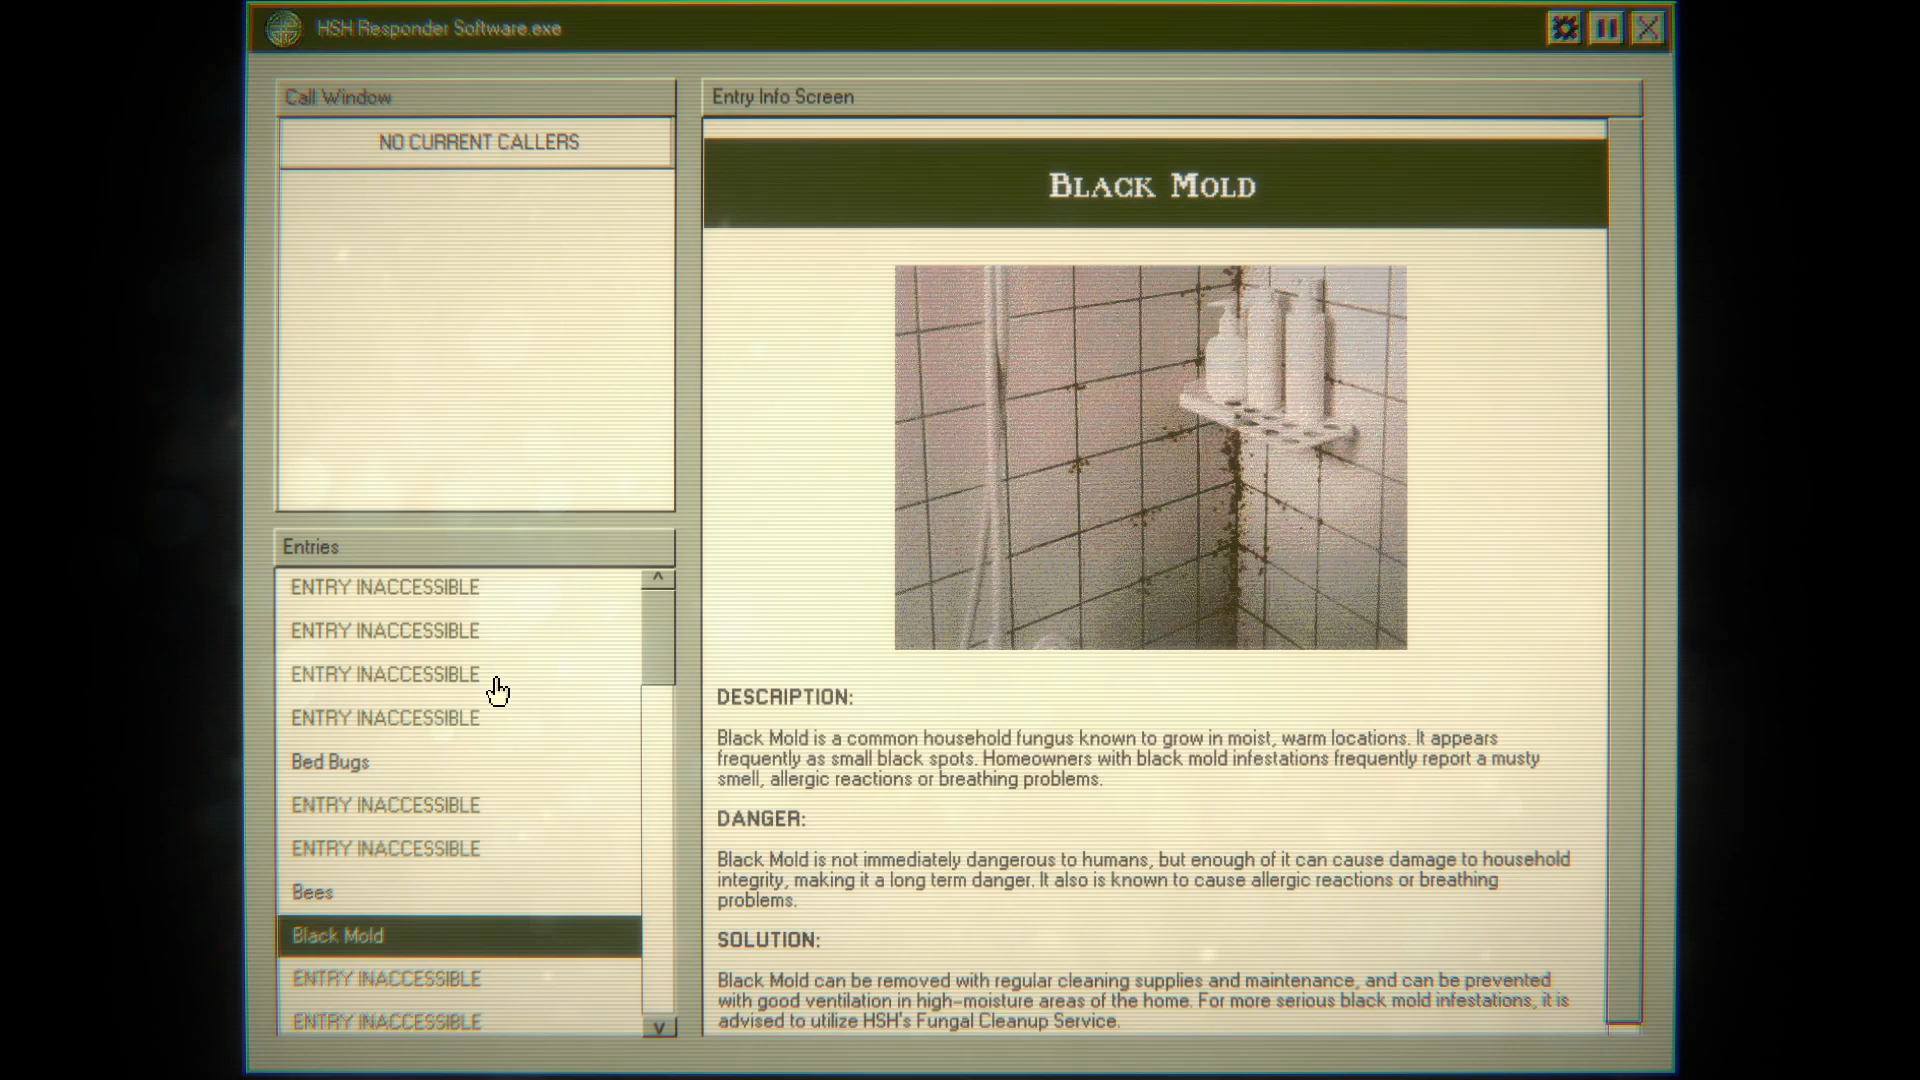 HSH Responder Software.exe
Call Window
NO CURRENT CALLERS
Entries
ENTRY INACCESSIBLE
ENTRY INACCESSIBLE
ENTRY INACCESSIBLE
ENTRY INACCESSIBLE
Bed Bugs
ENTRY INACCESSIBLE
ENTRY INACCESSIBLE
Bees
Black Mold
ENTRY INACCESSIBLE
ENTRY INACCESSIBLE
Entry Info Screen
BLACK MOLD
DESCRIPTION:
Black Mold is a common household fungus known to grow in moist, warm locations. It appears
frequently as small black spots. Homeowners with black mold infestations frequently report a musty
smell, allergic reactions or breathing problems.
DANGER:
Black Mold is not immediately dangerous to humans, but enough of it can cause damage to household
integrity, making it a long term danger. It also is known to cause allergic reactions or breathing
problems.
SOLUTION:
Black Mold can be removed with regular cleaning supplies and maintenance, and can be prevented
with good ventilation in high-moisture areas of the home. For more serious black mold infestations, it is
advised to utilize HSH's Fungal Cleanup Service.